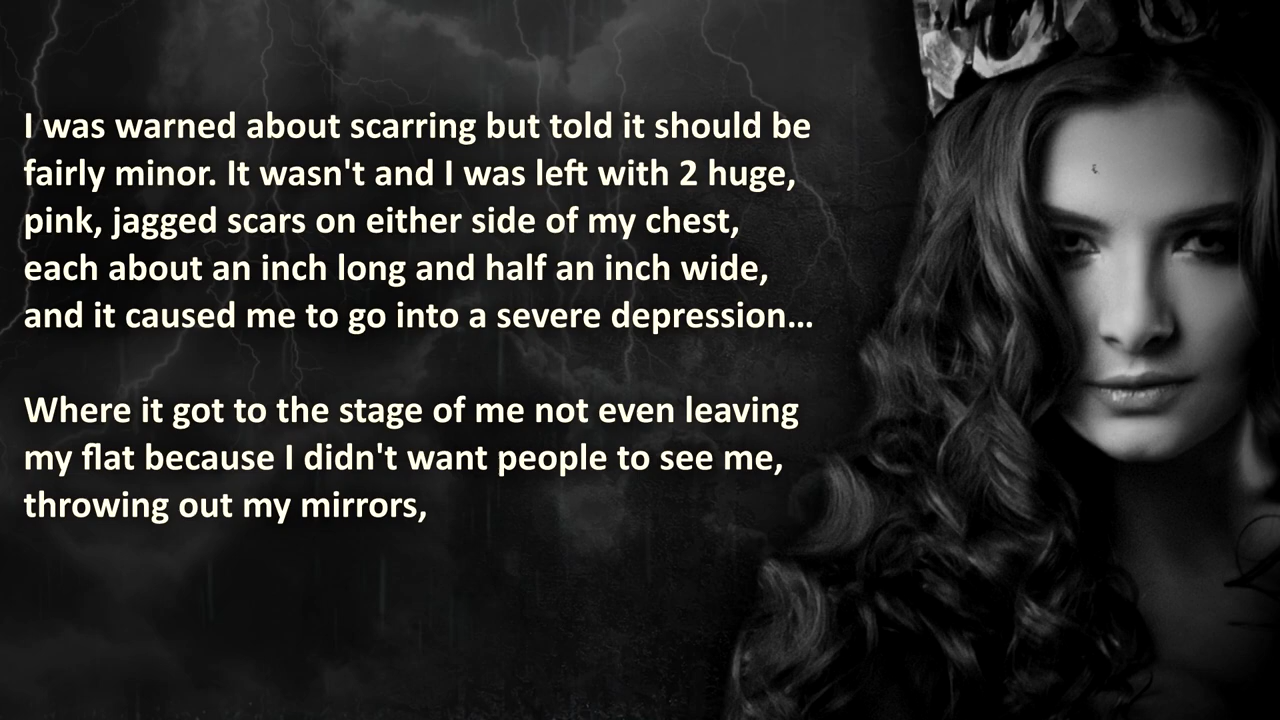 I was warned about scarring but told it should be
fairly minor. It wasn't and I was left with 2 huge,
pink, jagged scars on either side of my chest,
each about an inch long and half an inch wide,
and it caused me to go into a severe depression...
Where it got to the stage of me not even leaving
my flat because I didn't want people to see me,
throwing out my mirrors,